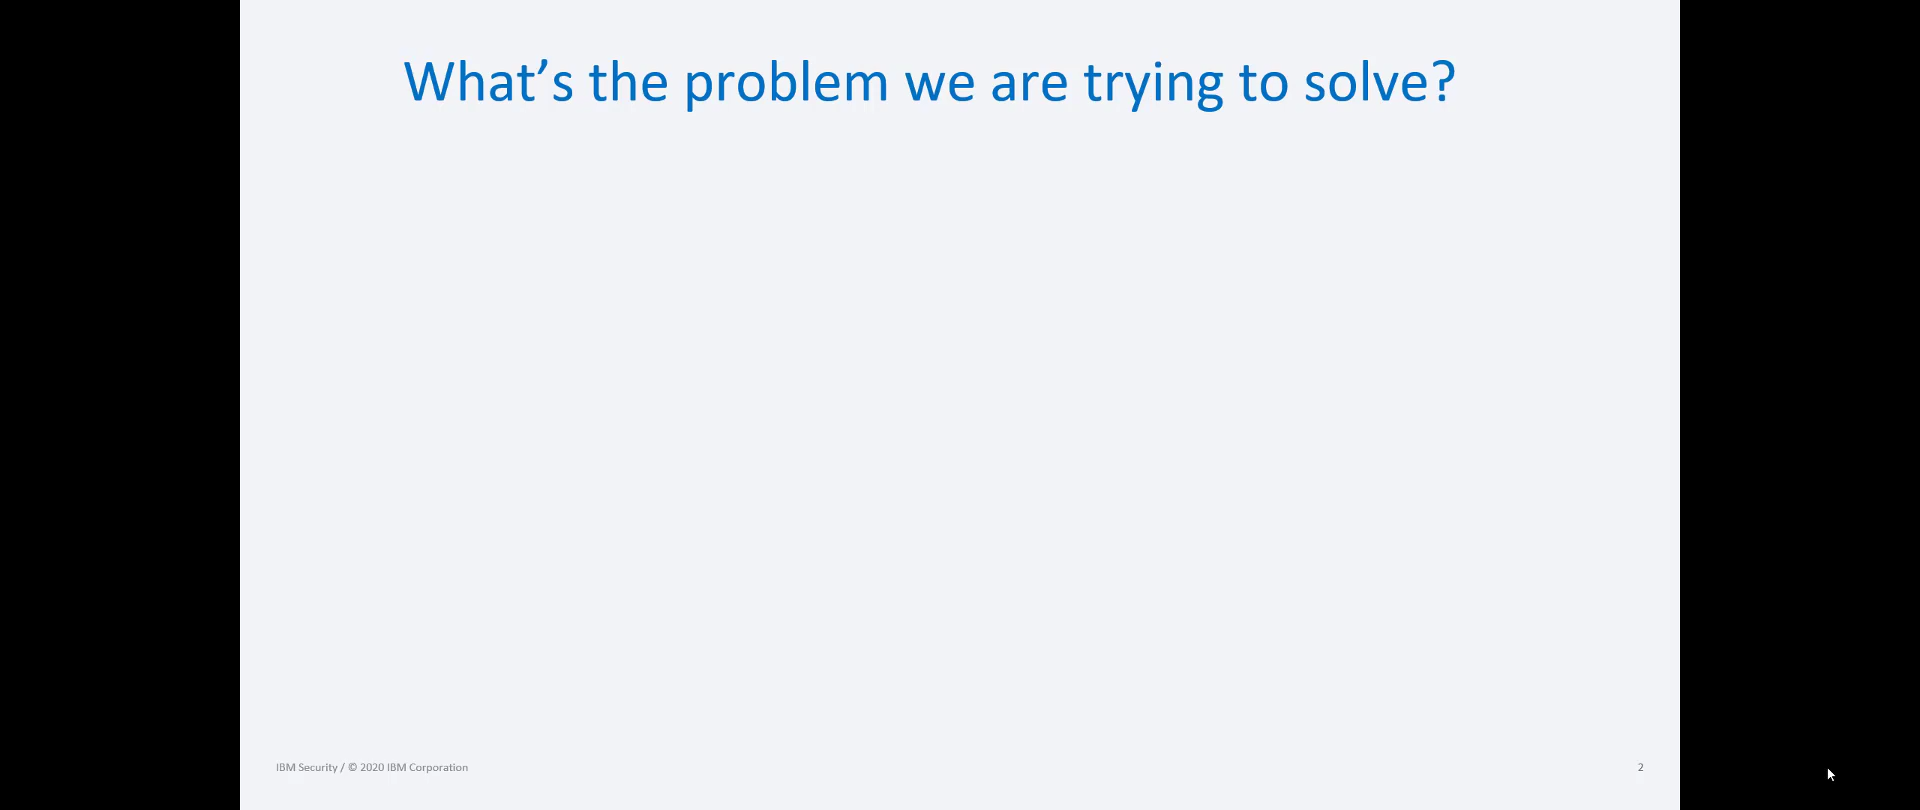 What’s the problem we are trying to solve?
IBM Security / © 2020 IBM Corporation
2